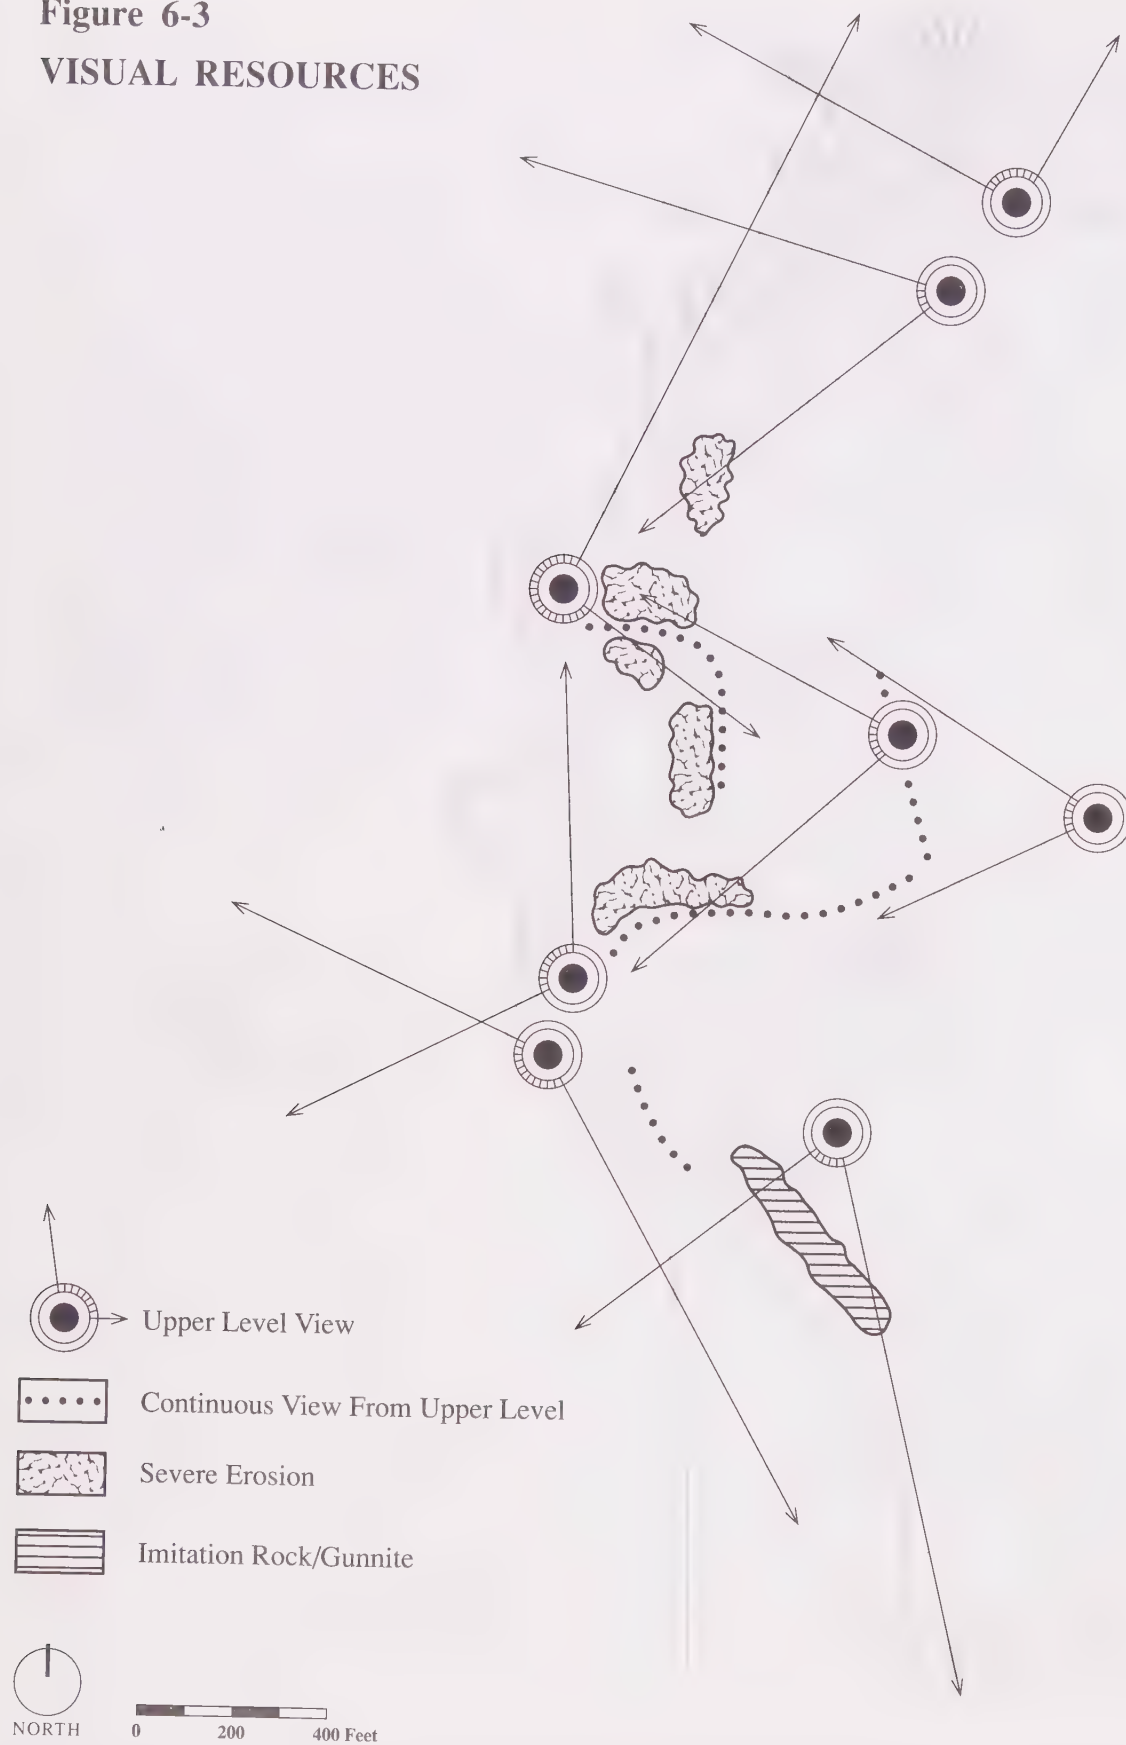 Figure 6-3
VISUAL RESOURCES
Upper Level View
Continuous View From Upper Level
Severe Erosion
Imitation Rock/Gunnite
NORTH
0 200 400 Feet